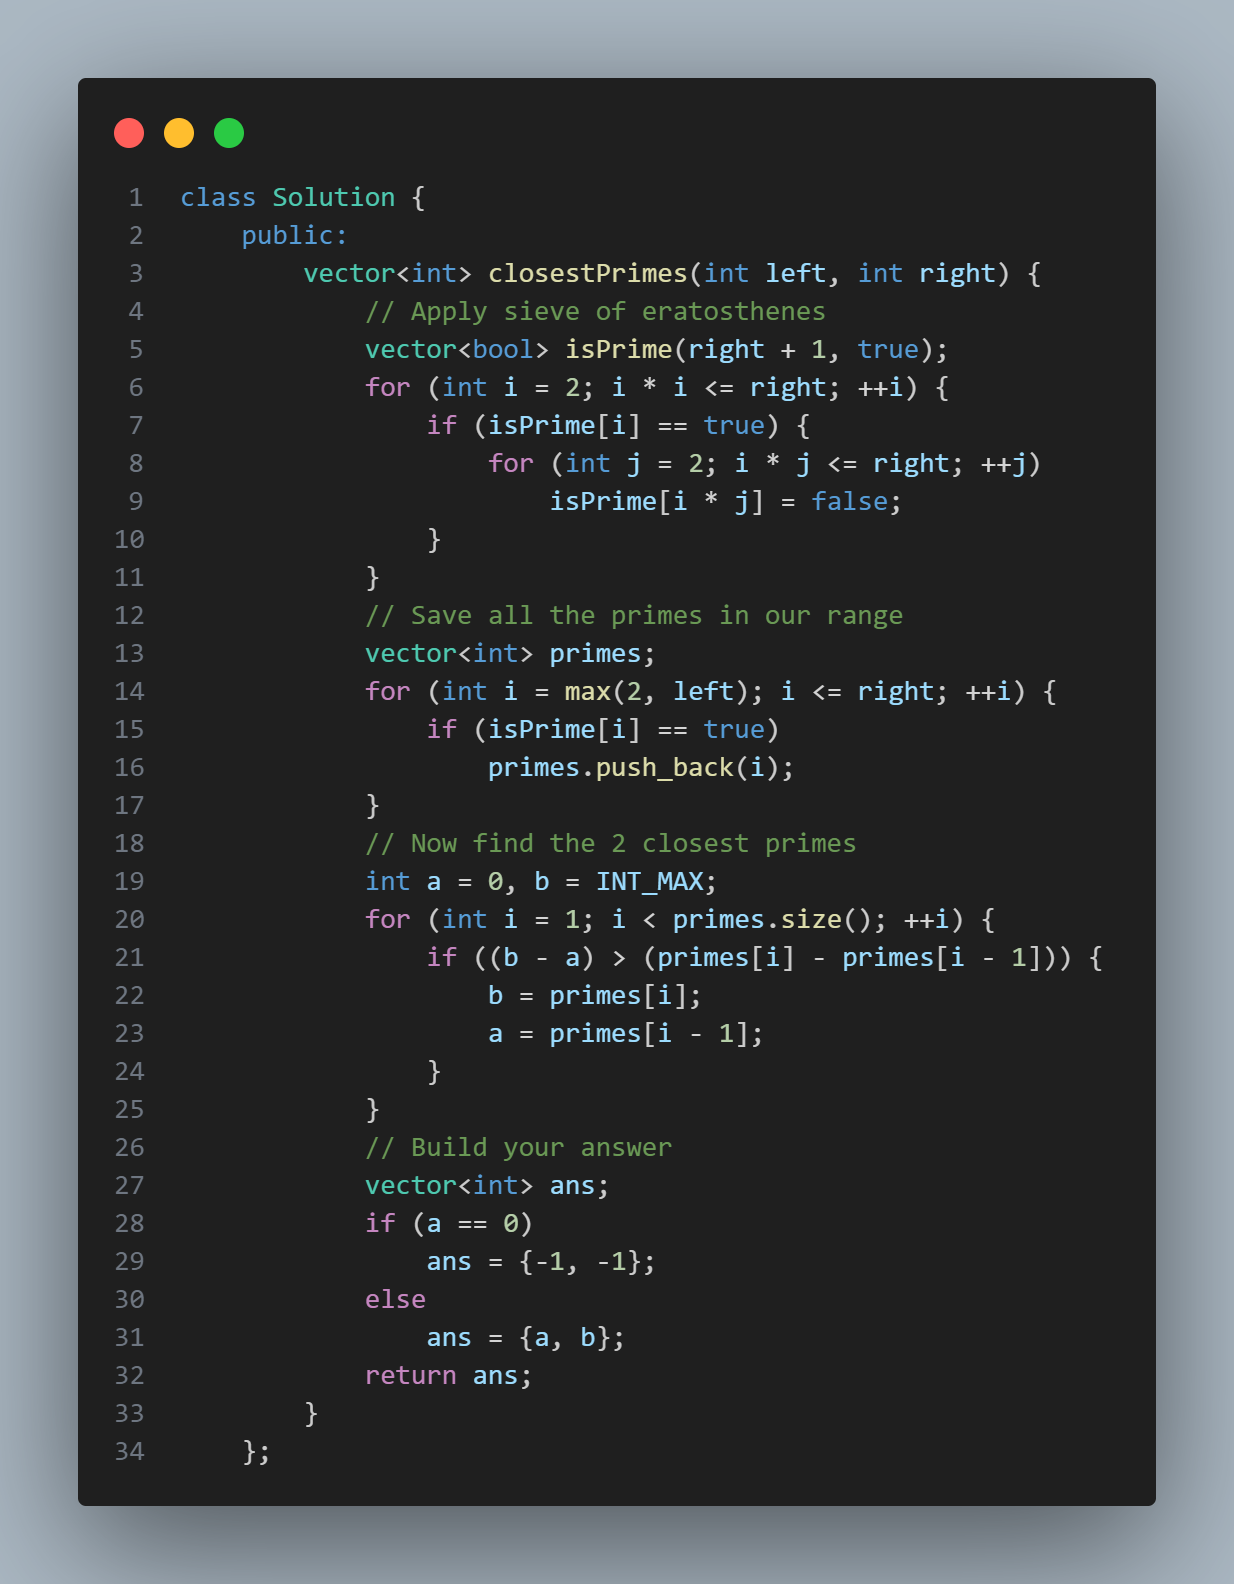 1 class Solution {
2     public:
3         vector<int> closestPrimes(int left, int right) {
4             // Apply sieve of eratosthenes
5             vector<bool> isPrime(right + 1, true);
6             for (int i = 2; i * i <= right; ++i) {
7                 if (isPrime[i] == true) {
8                     for (int j = 2; i * j <= right; ++j)
9                         isPrime[i * j] = false;
10                 }
11             }
12             // Save all the primes in our range
13             vector<int> primes;
14             for (int i = max(2, left); i <= right; ++i) {
15                 if (isPrime[i] == true)
16                     primes.push_back(i);
17             }
18             // Now find the 2 closest primes
19             int a = 0, b = INT_MAX;
20             for (int i = 1; i < primes.size(); ++i) {
21                 if ((b - a) > (primes[i] - primes[i - 1])) {
22                     b = primes[i];
23                     a = primes[i - 1];
24                 }
25             }
26             // Build your answer
27             vector<int> ans;
28             if (a == 0)
29                 ans = {-1, -1};
30             else
31                 ans = {a, b};
32             return ans;
33         }
34     };